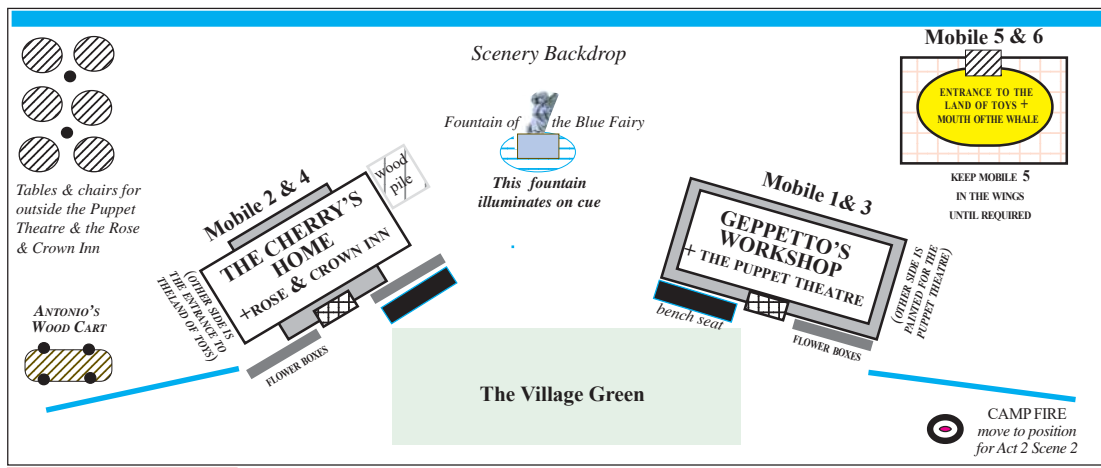 Scenery Backdrop
Mobile 5 & 6
ENTRANCE TO THE
LAND OF TOYS +
MOUTH OFTHE WHALE
KEEP MOBILE 5
IN THE WINGS
UNTIL REQUIRED
Fountain of the Blue Fairy
This fountain
illuminates on cue
Tables & chairs for
outside the Puppet
Theatre & the Rose
& Crown Inn
wood
pile
Mobile 2 & 4
THE CHERRY'S
HOME
+ROSE & CROWN INN
(OTHER SIDE IS
THE ENTRANCE TO
THELAND OF TOYS)
FLOWER BOXES
Mobile 1& 3
GEPPETTO'S
WORKSHOP
+ THE PUPPET THEATRE
(OTHER SIDE IS
PAINTED FOR THE
PUPPET THEATRE)
bench seat
FLOWER BOXES
ANTONIO'S
WOOD CART
The Village Green
CAMP FIRE
move to position
for Act 2 Scene 2